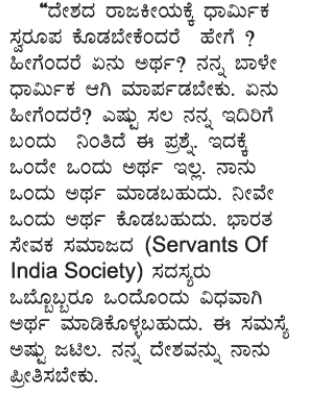 “ದೇಶದ ರಾಜಕೀಯಕ್ಕೆ ಧಾರ್ಮಿಕ
ಸ್ವರೂಪ ಕೊಡಬೇಕೆಂದರೆ ಹೇಗೆ ?
ಹೀಗೆಂದರೆ ಏನು ಅರ್ಥ? ನನ್ನ ಬಾಳೇ
ಧಾರ್ಮಿಕ ಆಗಿ ಮಾರ್ಪಡಬೇಕು. ಏನು
ಹೀಗೆಂದರೆ? ಎಷ್ಟು ಸಲ ನನ್ನ ಇದಿರಿಗೆ
ಬಂದು ನಿಂತಿದೆ ಈ ಪ್ರಶ್ನೆ. ಇದಕ್ಕೆ
ಒಂದೇ ಒಂದು ಅರ್ಥ ಇಲ್ಲ. ನಾನು
ಒಂದು ಅರ್ಥ ಮಾಡಬಹುದು. ನೀವೇ
ಒಂದು ಅರ್ಥ ಕೊಡಬಹುದು. ಭಾರತ
ಸೇವಕ ಸಮಾಜದ (Servants Of
India Society) ಸದಸ್ಯರು
ಒಬ್ಬೊಬ್ಬರೂ ಒಂದೊಂದು ವಿಧವಾಗಿ
ಅರ್ಥ ಮಾಡಿಕೊಳ್ಳಬಹುದು. ಈ ಸಮಸ್ಯೆ
ಅಷ್ಟು ಜಟಿಲ. ನನ್ನ ದೇಶವನ್ನು ನಾನು
ಪ್ರೀತಿಸಬೇಕು.